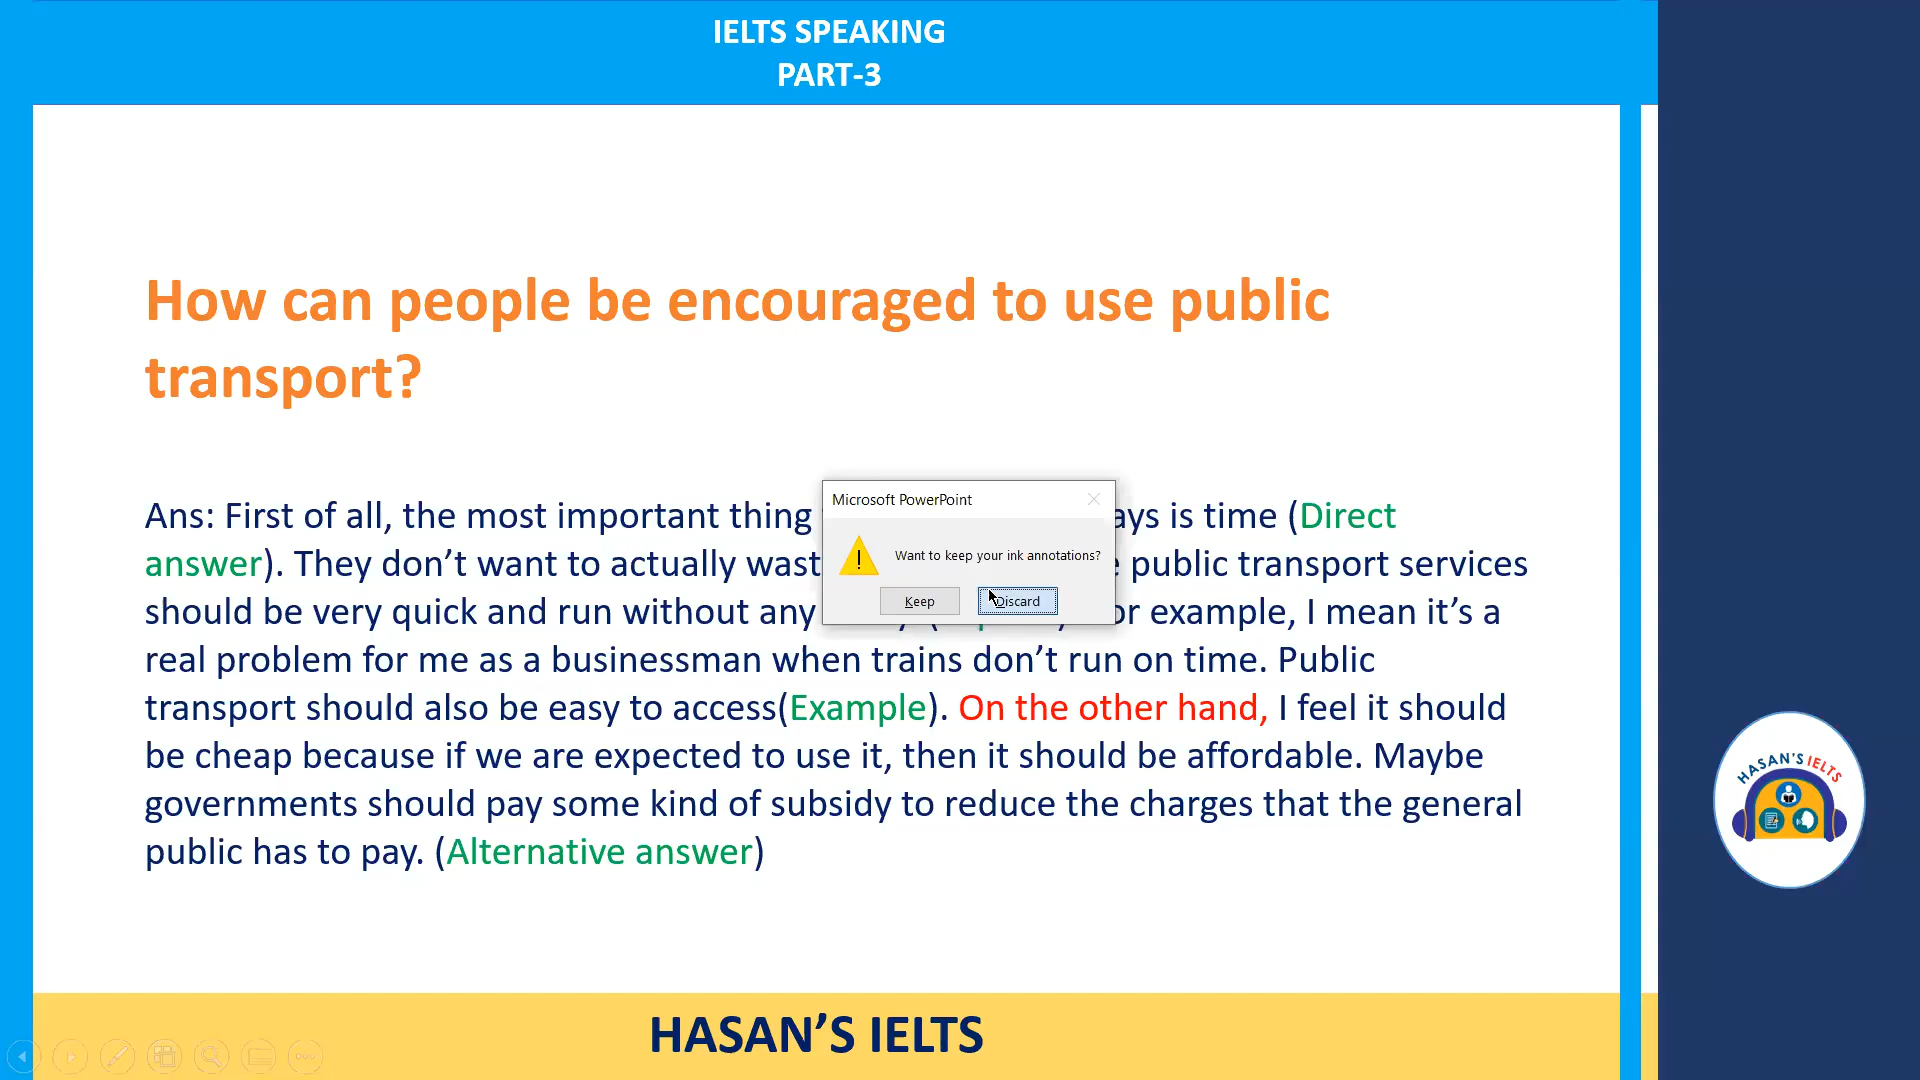 IELTS SPEAKING
PART-3
How can people be encouraged to use public
transport?
Ans: First of all, the most important thing ays is time (Direct
answer). They don’t want to actually wast public transport services
should be very quick and run without any or example, I mean it’s a
real problem for me as a businessman when trains don’t run on time. Public
transport should also be easy to access(Example). On the other hand, I feel it should
be cheap because if we are expected to use it, then it should be affordable. Maybe
governments should pay some kind of subsidy to reduce the charges that the general
public has to pay. (Alternative answer)
Microsoft PowerPoint
Want to keep your ink annotations?
Keep
Discard
HASAN’S IELTS
HASAN'S IELTS